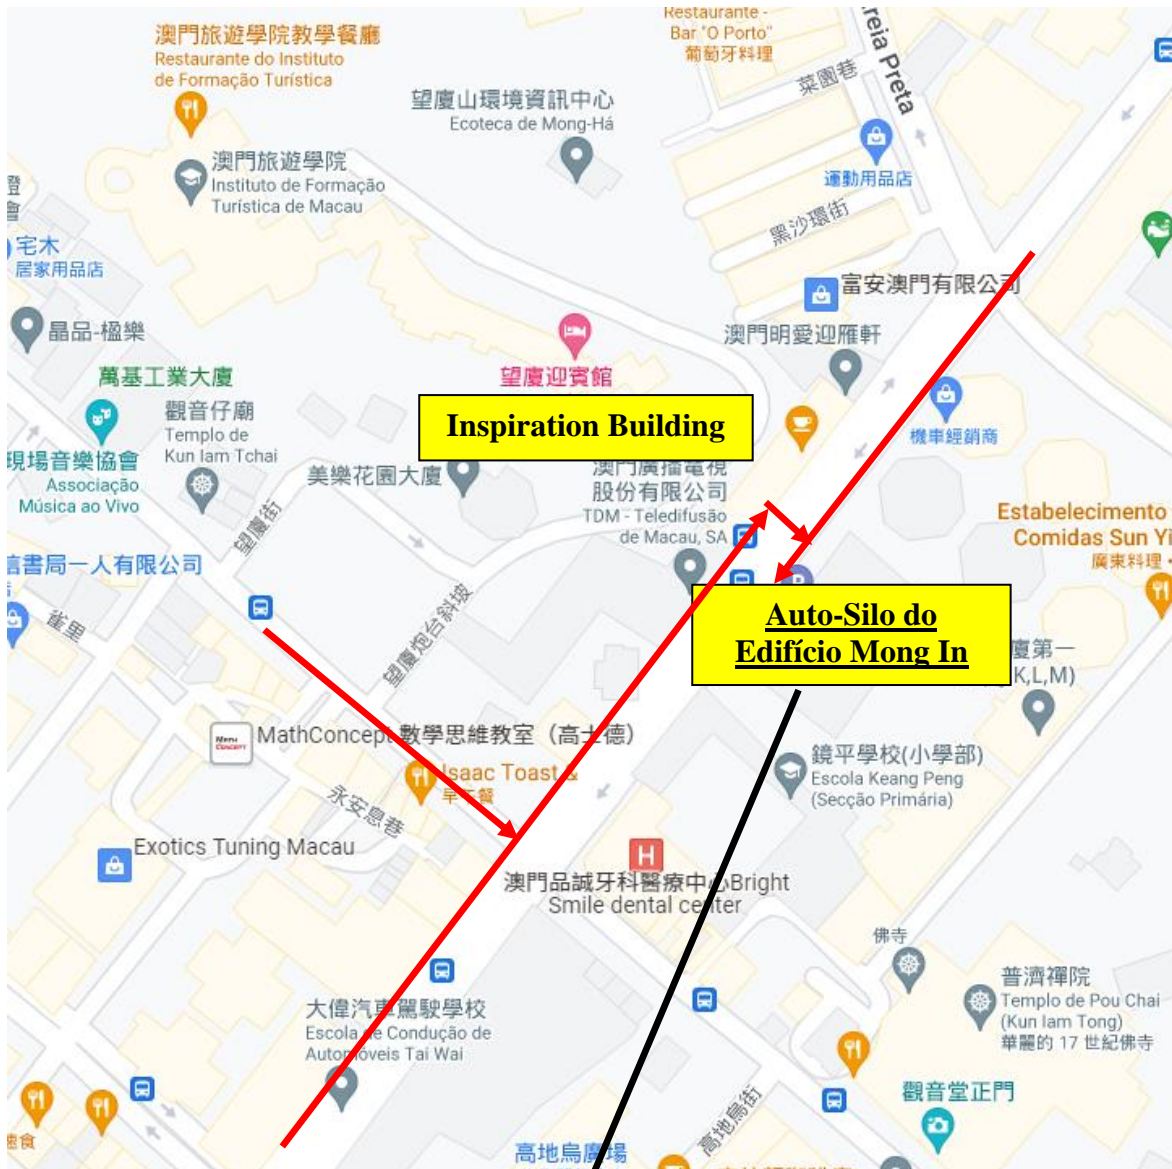 澳門旅遊學院教學餐廳
Restaurante do Instituto
de Formação Turística
Restaurante -
Bar "O Porto"
葡萄牙料理
reia Preta
菜園巷
望廈山環境資訊中心
Ecoteca de Mong-Há
澳門旅遊學院
Instituto de Formação
Turística de Macau
運動用品店
黑沙環街
宅木
居家用品店
富安澳門有限公司
晶品-楹樂
澳門明愛迎雁軒
望廈迎賓館
萬基工業大廈
觀音仔廟
Templo de
Kun Iam Tchai
Inspiration Building
機車經銷商
現場音樂協會
Associação
Música ao Vivo
美樂花園大廈
澳門廣播電視
股份有限公司
TDM - Teledifusão
de Macau, SA
望廈街
Estabelecimento
Comidas Sun Yi
廣東料理
信書局一人有限公司
雀里
望廈炮台斜坡
Auto-Silo do
Edifício Mong In
廈第一
K,L,M)
MathConcept 數學思維教室（高士德）
Isaac Toast &
早午餐
鏡平學校(小學部)
Escola Keang Peng
(Secção Primária)
永安息巷
Exotics Tuning Macau
H
澳門品誠牙科醫療中心Bright
Smile dental center
佛寺
普濟禪院
Templo de Pou Chai
(Kun Iam Tong)
華麗的 17 世紀佛寺
大偉汽車駕駛學校
Escola de Condução de
Automóveis Tai Wai
觀音堂正門
高地烏街
速食
高地烏廣場